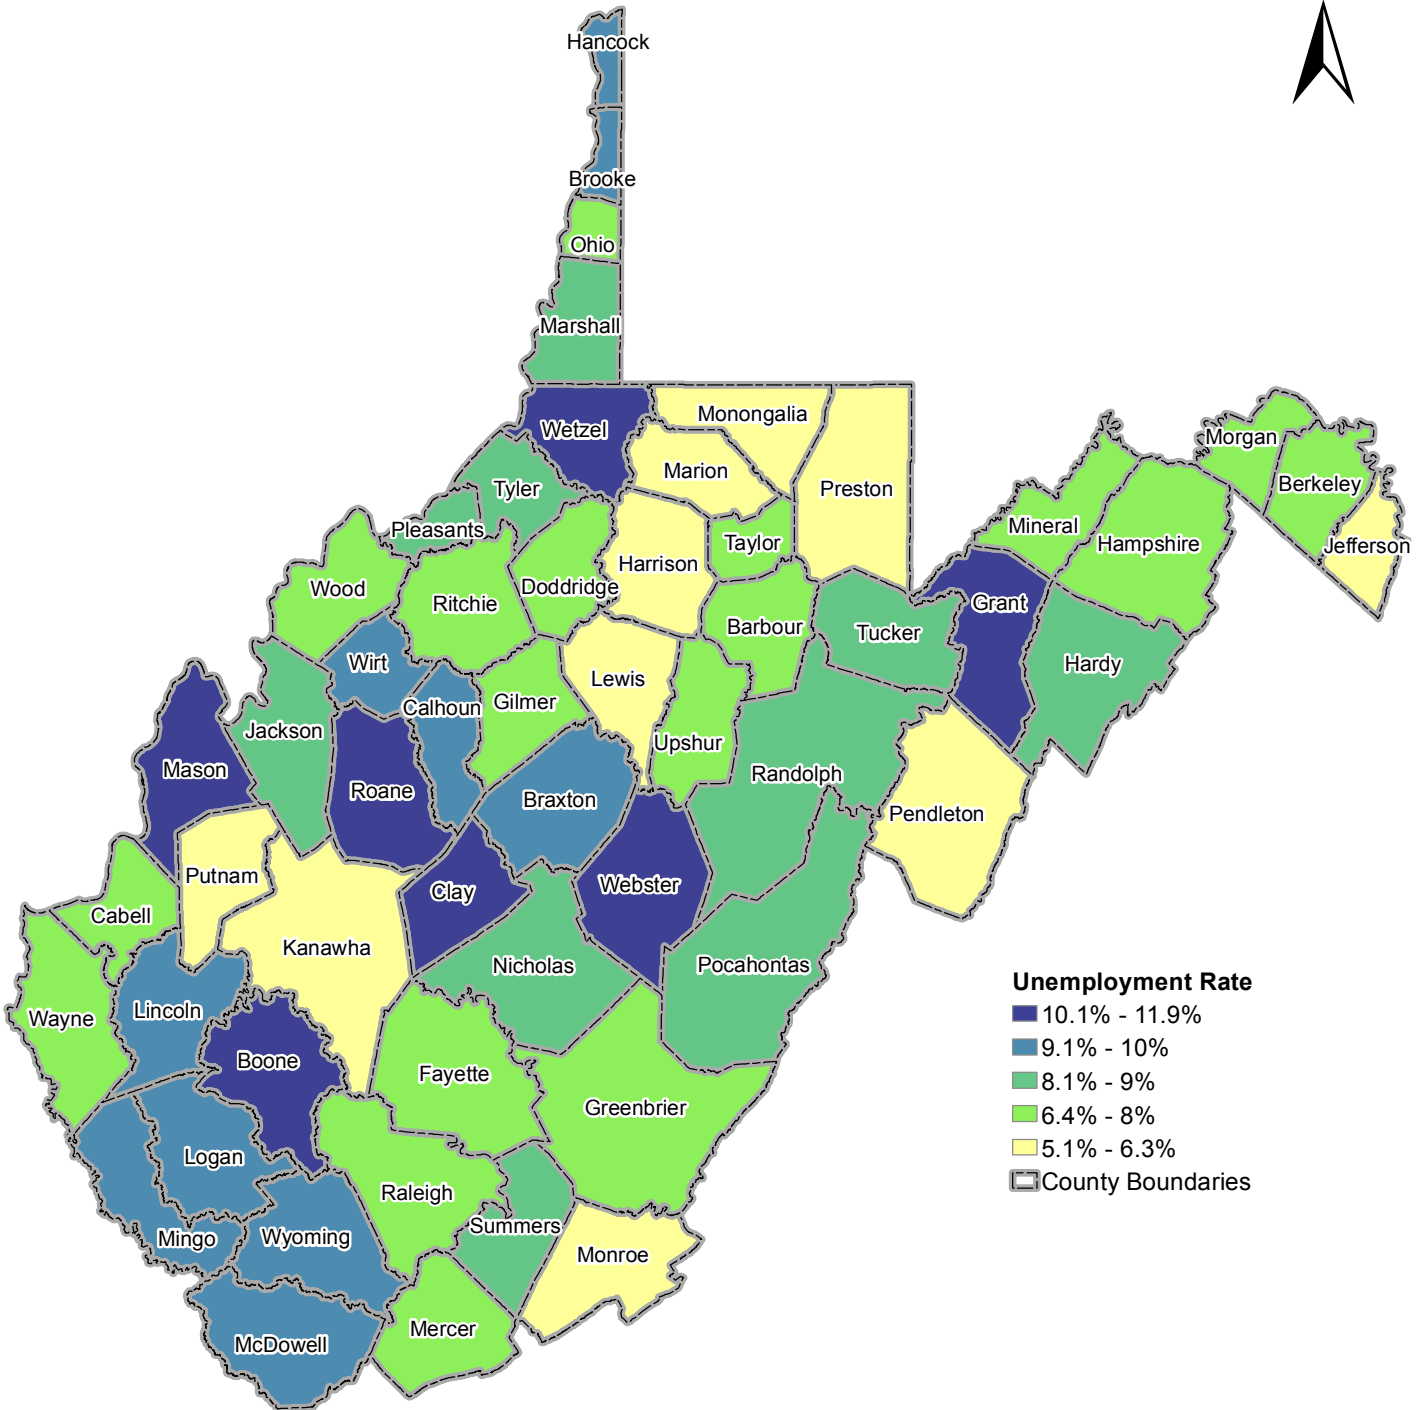 Hancock
Brooke
Ohio
Marshall
Wetzel
Monongalia
Marion
Preston
Tyler
Pleasants
Morgan
Berkeley
Jefferson
Mineral
Hampshire
Taylor
Harrison
Doddridge
Wood
Ritchie
Grant
Barbour
Tucker
Hardy
Wirt
Lewis
Calhoun
Gilmer
Jackson
Upshur
Mason
Randolph
Roane
Braxton
Pendleton
Putnam
Clay
Webster
Cabell
Kanawha
Nicholas
Pocahontas
Lincoln
Wayne
Boone
Fayette
Greenbrier
Logan
Raleigh
Summers
Mingo
Wyoming
Monroe
Mercer
McDowell
Unemployment Rate
10.1% - 11.9%
9.1% - 10%
8.1% - 9%
6.4% - 8%
5.1% - 6.3%
County Boundaries